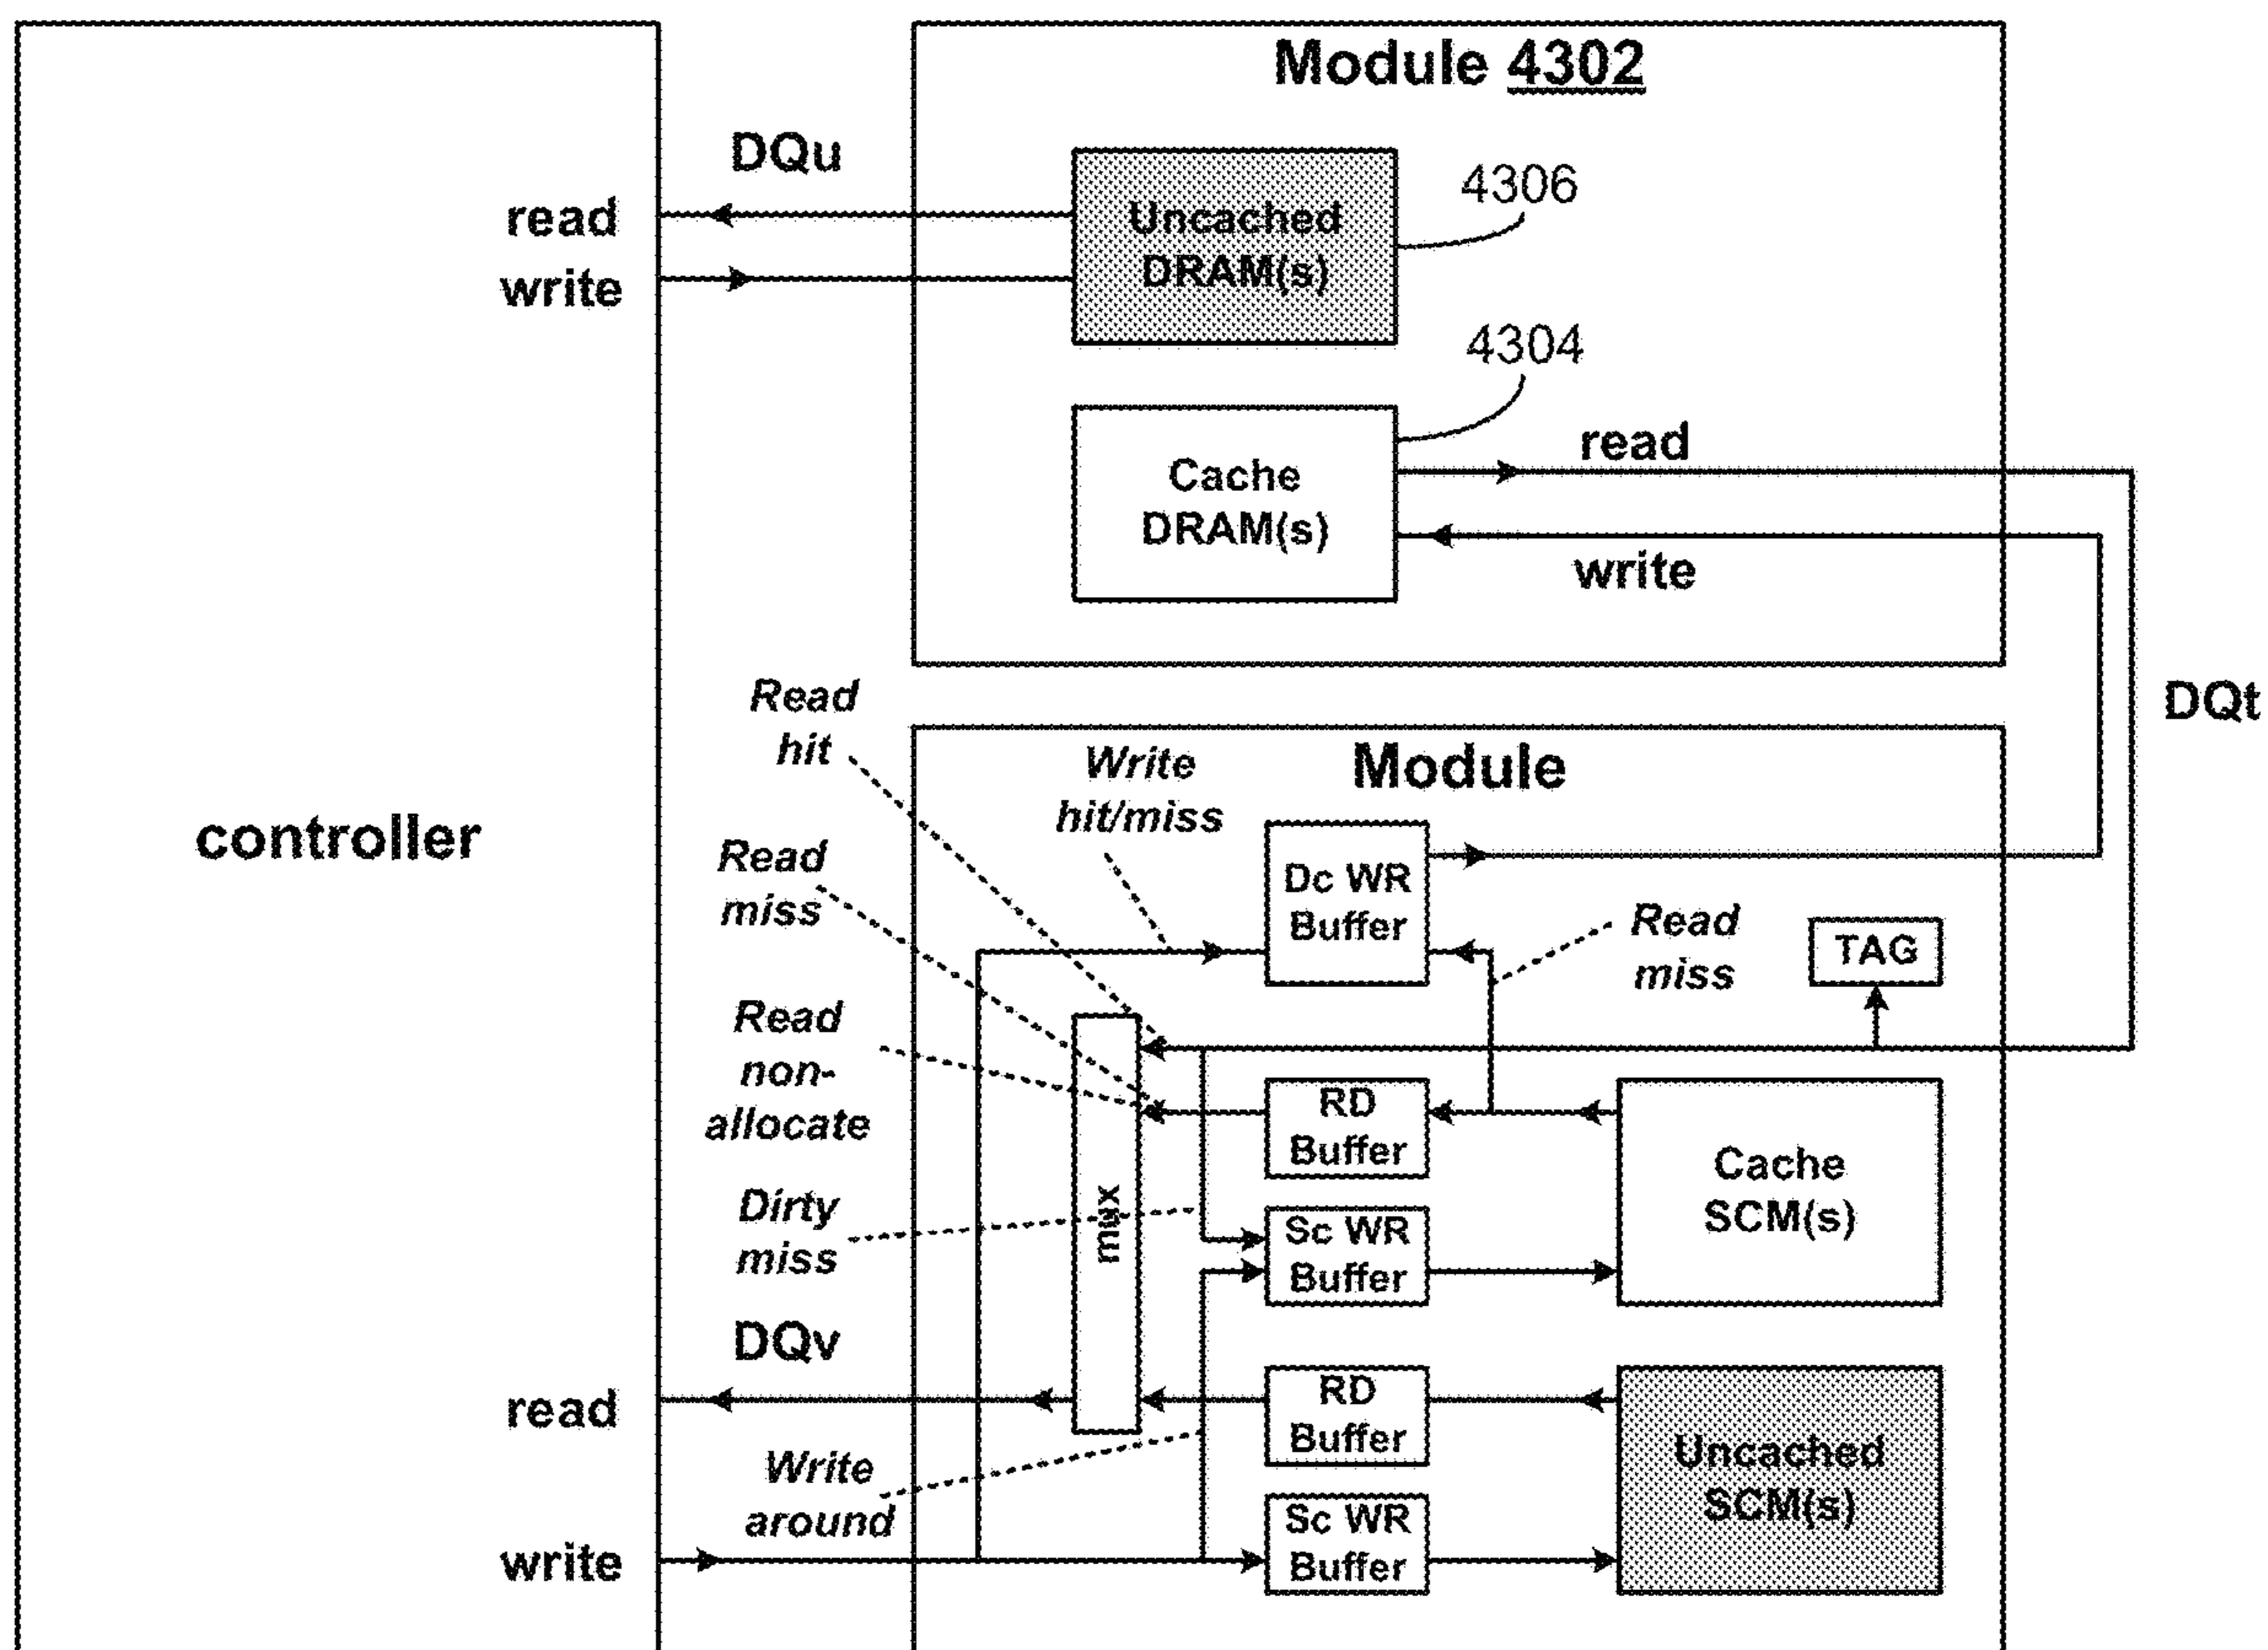 Module 4302
DQu
4306
read
Uncached
DRAM(s)
write
4304
read
Cache
DRAM(s)
write
Read
hit
DQt
Write
hit/miss
Module
controller
Read
miss
Dc WR
Buffer
Read
miss
TAG
Read
non-
allocate
RD
Buffer
Cache
SCM(s)
Dirty
miss
mux
Sc WR
Buffer
DQv
read
RD
Buffer
Uncached
SCM(s)
Write
around
Sc WR
Buffer
write